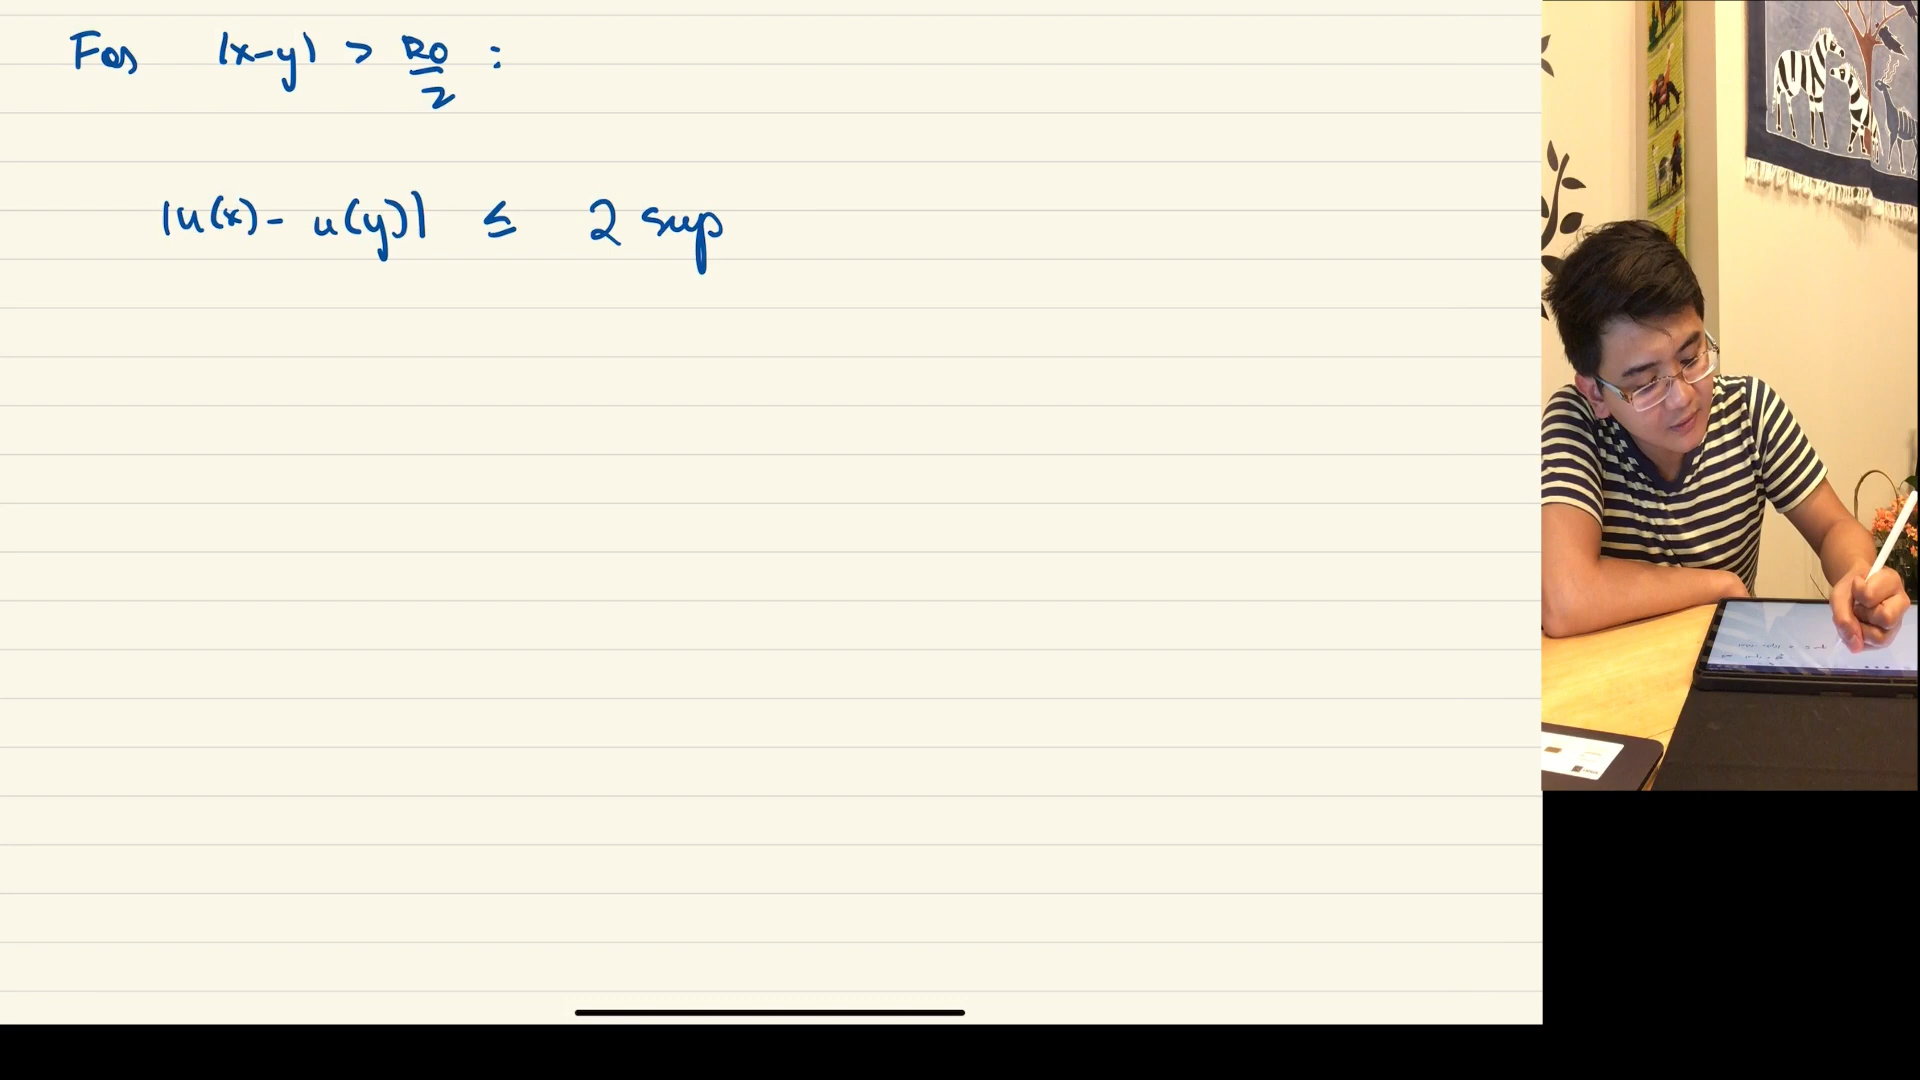 For |x-y| > R0/2 :
|u(x) - u(y)| ≤ 2 sup